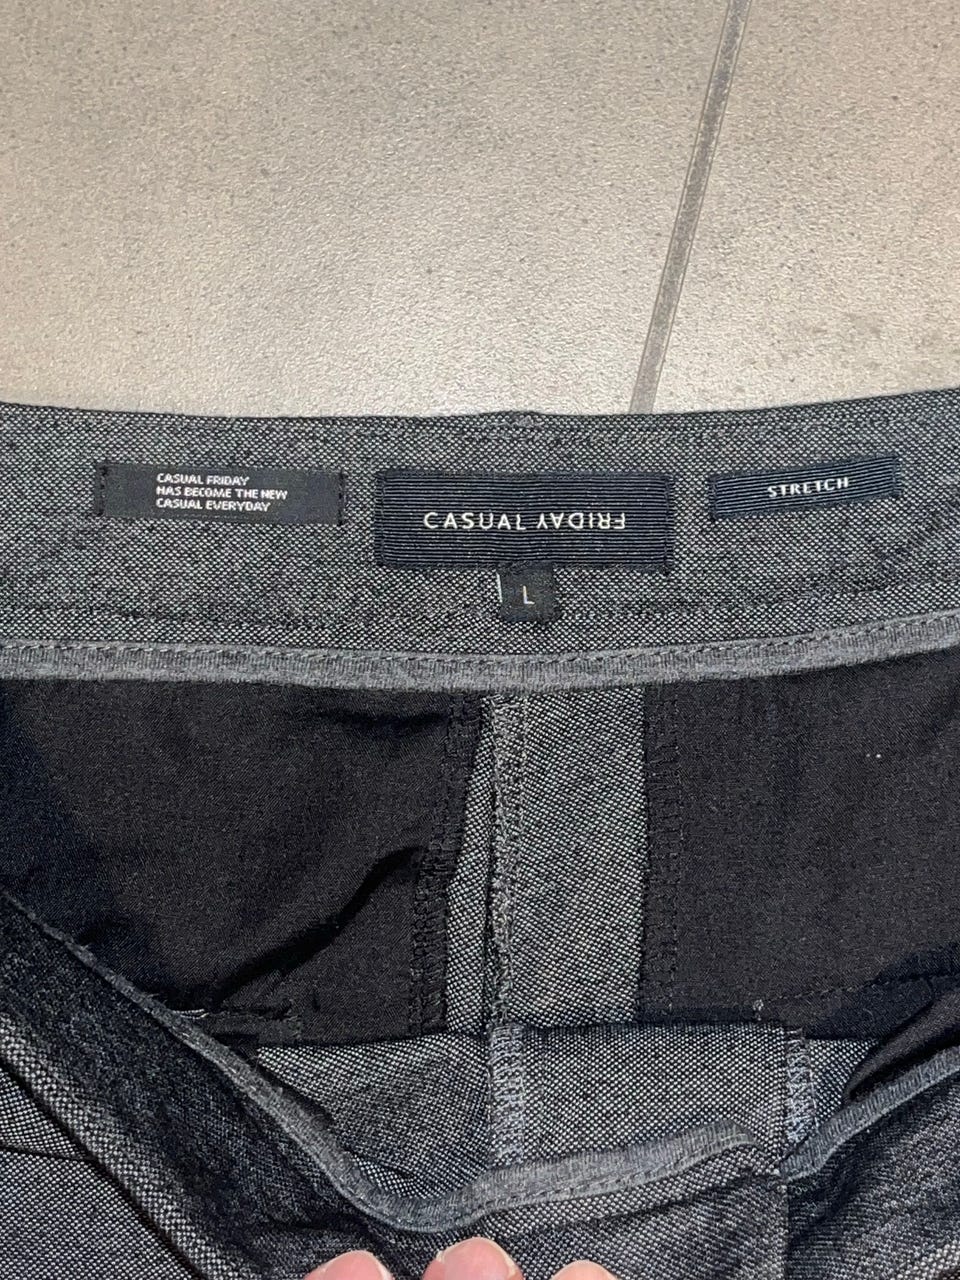 CASUAL FRIDAY
HAS BECOME THE NEW
CASUAL EVERYDAY
CASUAL FRIDAY
STRETCH
L